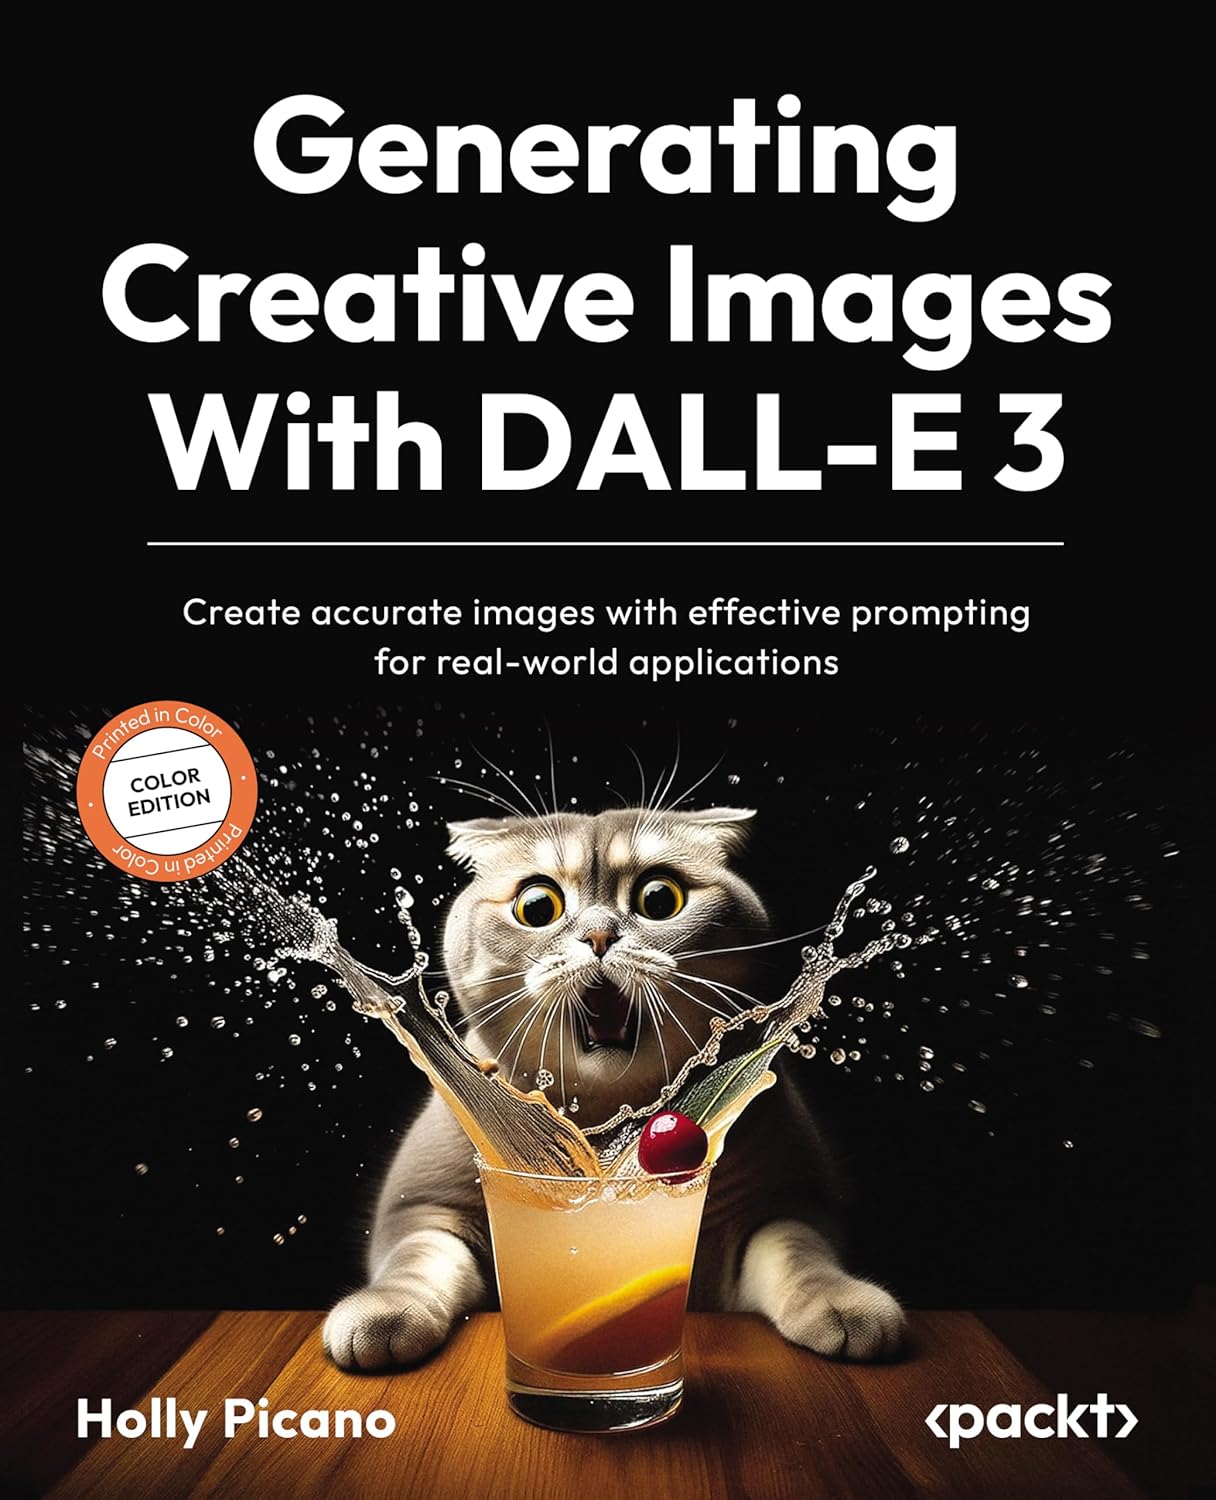 Generating
Creative Images
With DALL-E 3
Create accurate images with effective prompting
for real-world applications
Printed in Color
COLOR
EDITION
Printed in Color
Holly Picano
<packt>